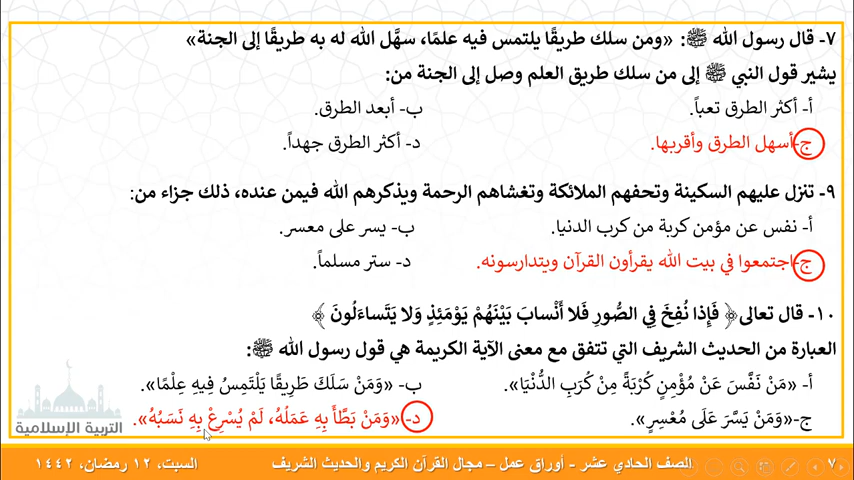 ٧- قال رسول الله ﷺ: «ومن سلك طريقًا يلتمس فيه علمًا، سهَّل الله له به طريقًا إلى الجنة»
يشير قول النبي ﷺ إلى من سلك طريق العلم وصل إلى الجنة من:
أ- أكثر الطرق تعباً. ب- أبعد الطرق.
ج- أسهل الطرق وأقربها. د- أكثر الطرق جهداً.
٩- تتنزل عليهم السكينة وتحفهم الملائكة وتغشاهم الرحمة ويذكرهم الله فيمن عنده، ذلك جزاء من:
أ- نفس عن مؤمن كربة من كرب الدنيا. ب- يسر على معسر.
ج- اجتمعوا في بيت الله يقرأون القرآن ويتدارسونه. د- ستر مسلماً.
١٠- قال تعالى ﴿ فَإِذا نُفِخَ فِي الصُّورِ فَلا أَنْسابَ بَيْنَهُمْ يَوْمَئِذٍ وَلا يَتَساءَلُونَ ﴾
العبارة من الحديث الشريف التي تتفق مع معنى الآية الكريمة هي قول رسول الله ﷺ:
أ- «مَنْ نَفَّسَ عَنْ مُؤْمِنٍ كُرْبَةً مِنْ كُرَبِ الدُّنْيَا». ب- «وَمَنْ سَلَكَ طَرِيقًا يَلْتَمِسُ فِيهِ عِلْمًا».
ج-«وَمَنْ يَسَّرَ عَلَى مُعْسِرٍ». د- «وَمَنْ بَطَّأَ بِهِ عَمَلُهُ، لَمْ يُسْرِعْ بِهِ نَسَبُهُ».
التربية الإسلامية
٧ الصف الحادي عشر - أوراق عمل – مجال القرآن الكريم والحديث الشريف السبت، ١٢ رمضان، ١٤٤٢